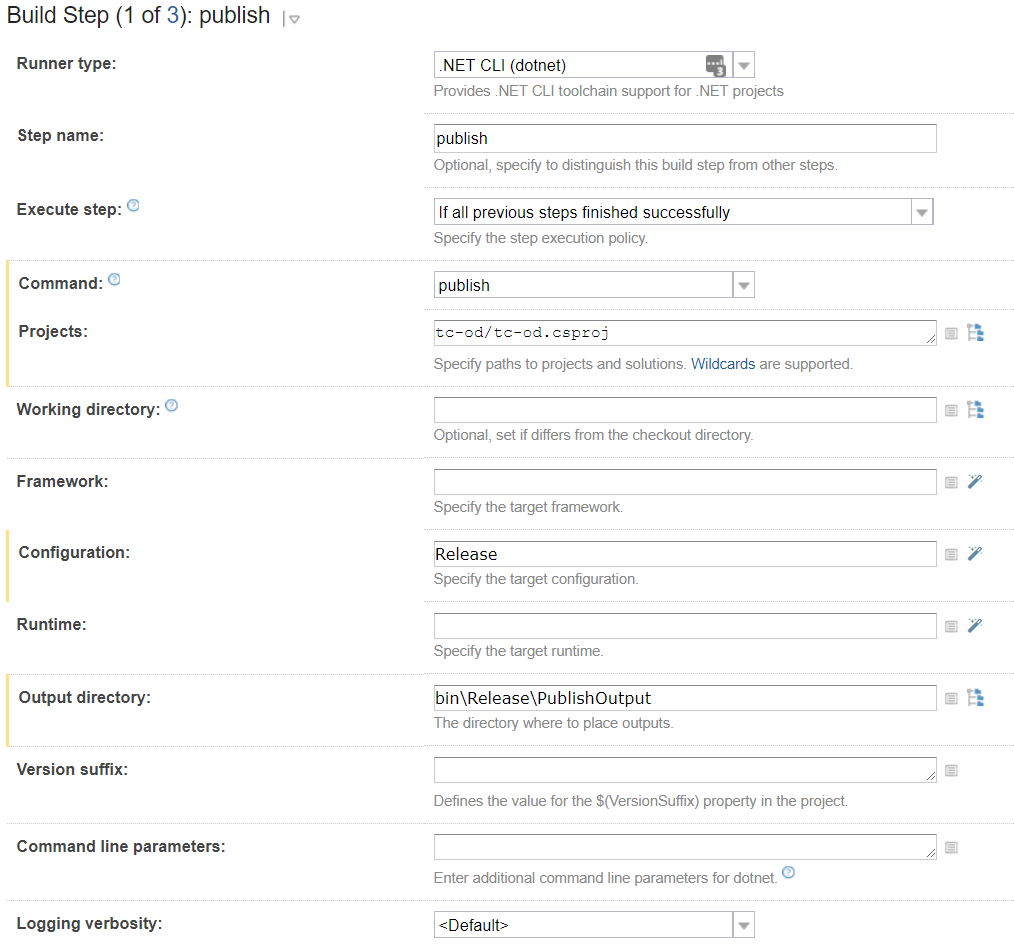 Build Step (1 of 3): publish
Runner type:
.NET CLI (dotnet)
3
Provides .NET CLI toolchain support for .NET projects
Step name:
publish
Optional, specify to distinguish this build step from other steps.
Execute step:
If all previous steps finished successfully
Specify the step execution policy.
Command:
publish
Projects:
tc-od/tc-od.csproj
Specify paths to projects and solutions. Wildcards are supported.
Working directory:
Optional, set if differs from the checkout directory.
Framework:
Specify the target framework.
Configuration:
Release
Specify the target configuration.
Runtime:
Specify the target runtime.
Output directory:
bin\Release\PublishOutput
The directory where to place outputs.
Version suffix:
Defines the value for the $(VersionSuffix) property in the project.
Command line parameters:
Enter additional command line parameters for dotnet.
Logging verbosity:
<Default>